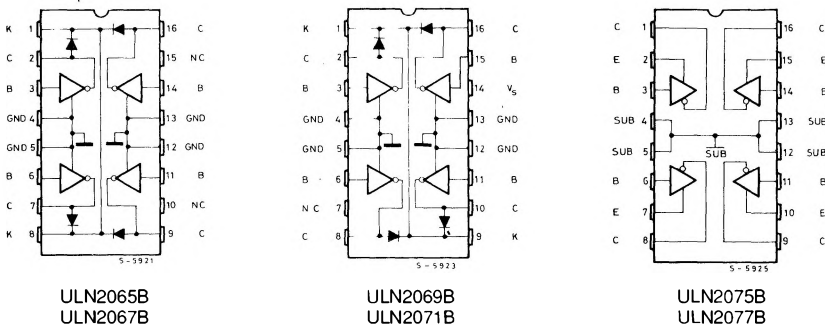 K 1 16 C
C 2 15 NC
B 3 14 B
GND 4 13 GND
GND 5 12 GND
B 6 11 B
C 7 10 NC
K 8 9 C
S-5921
ULN2065B
ULN2067B
K 1 16 C
C 2 15 B
B 3 14 VS
GND 4 13 GND
GND 5 12 GND
B 6 11 B
NC 7 10 C
C 8 9 K
S-5923
ULN2069B
ULN2071B
C 1 16 C
E 2 15 E
B 3 14 B
SUB 4 13 SUB
SUB
SUB 5 12 SUB
B 6 11 B
E 7 10 E
C 8 9 C
S-5925
ULN2075B
ULN2077B